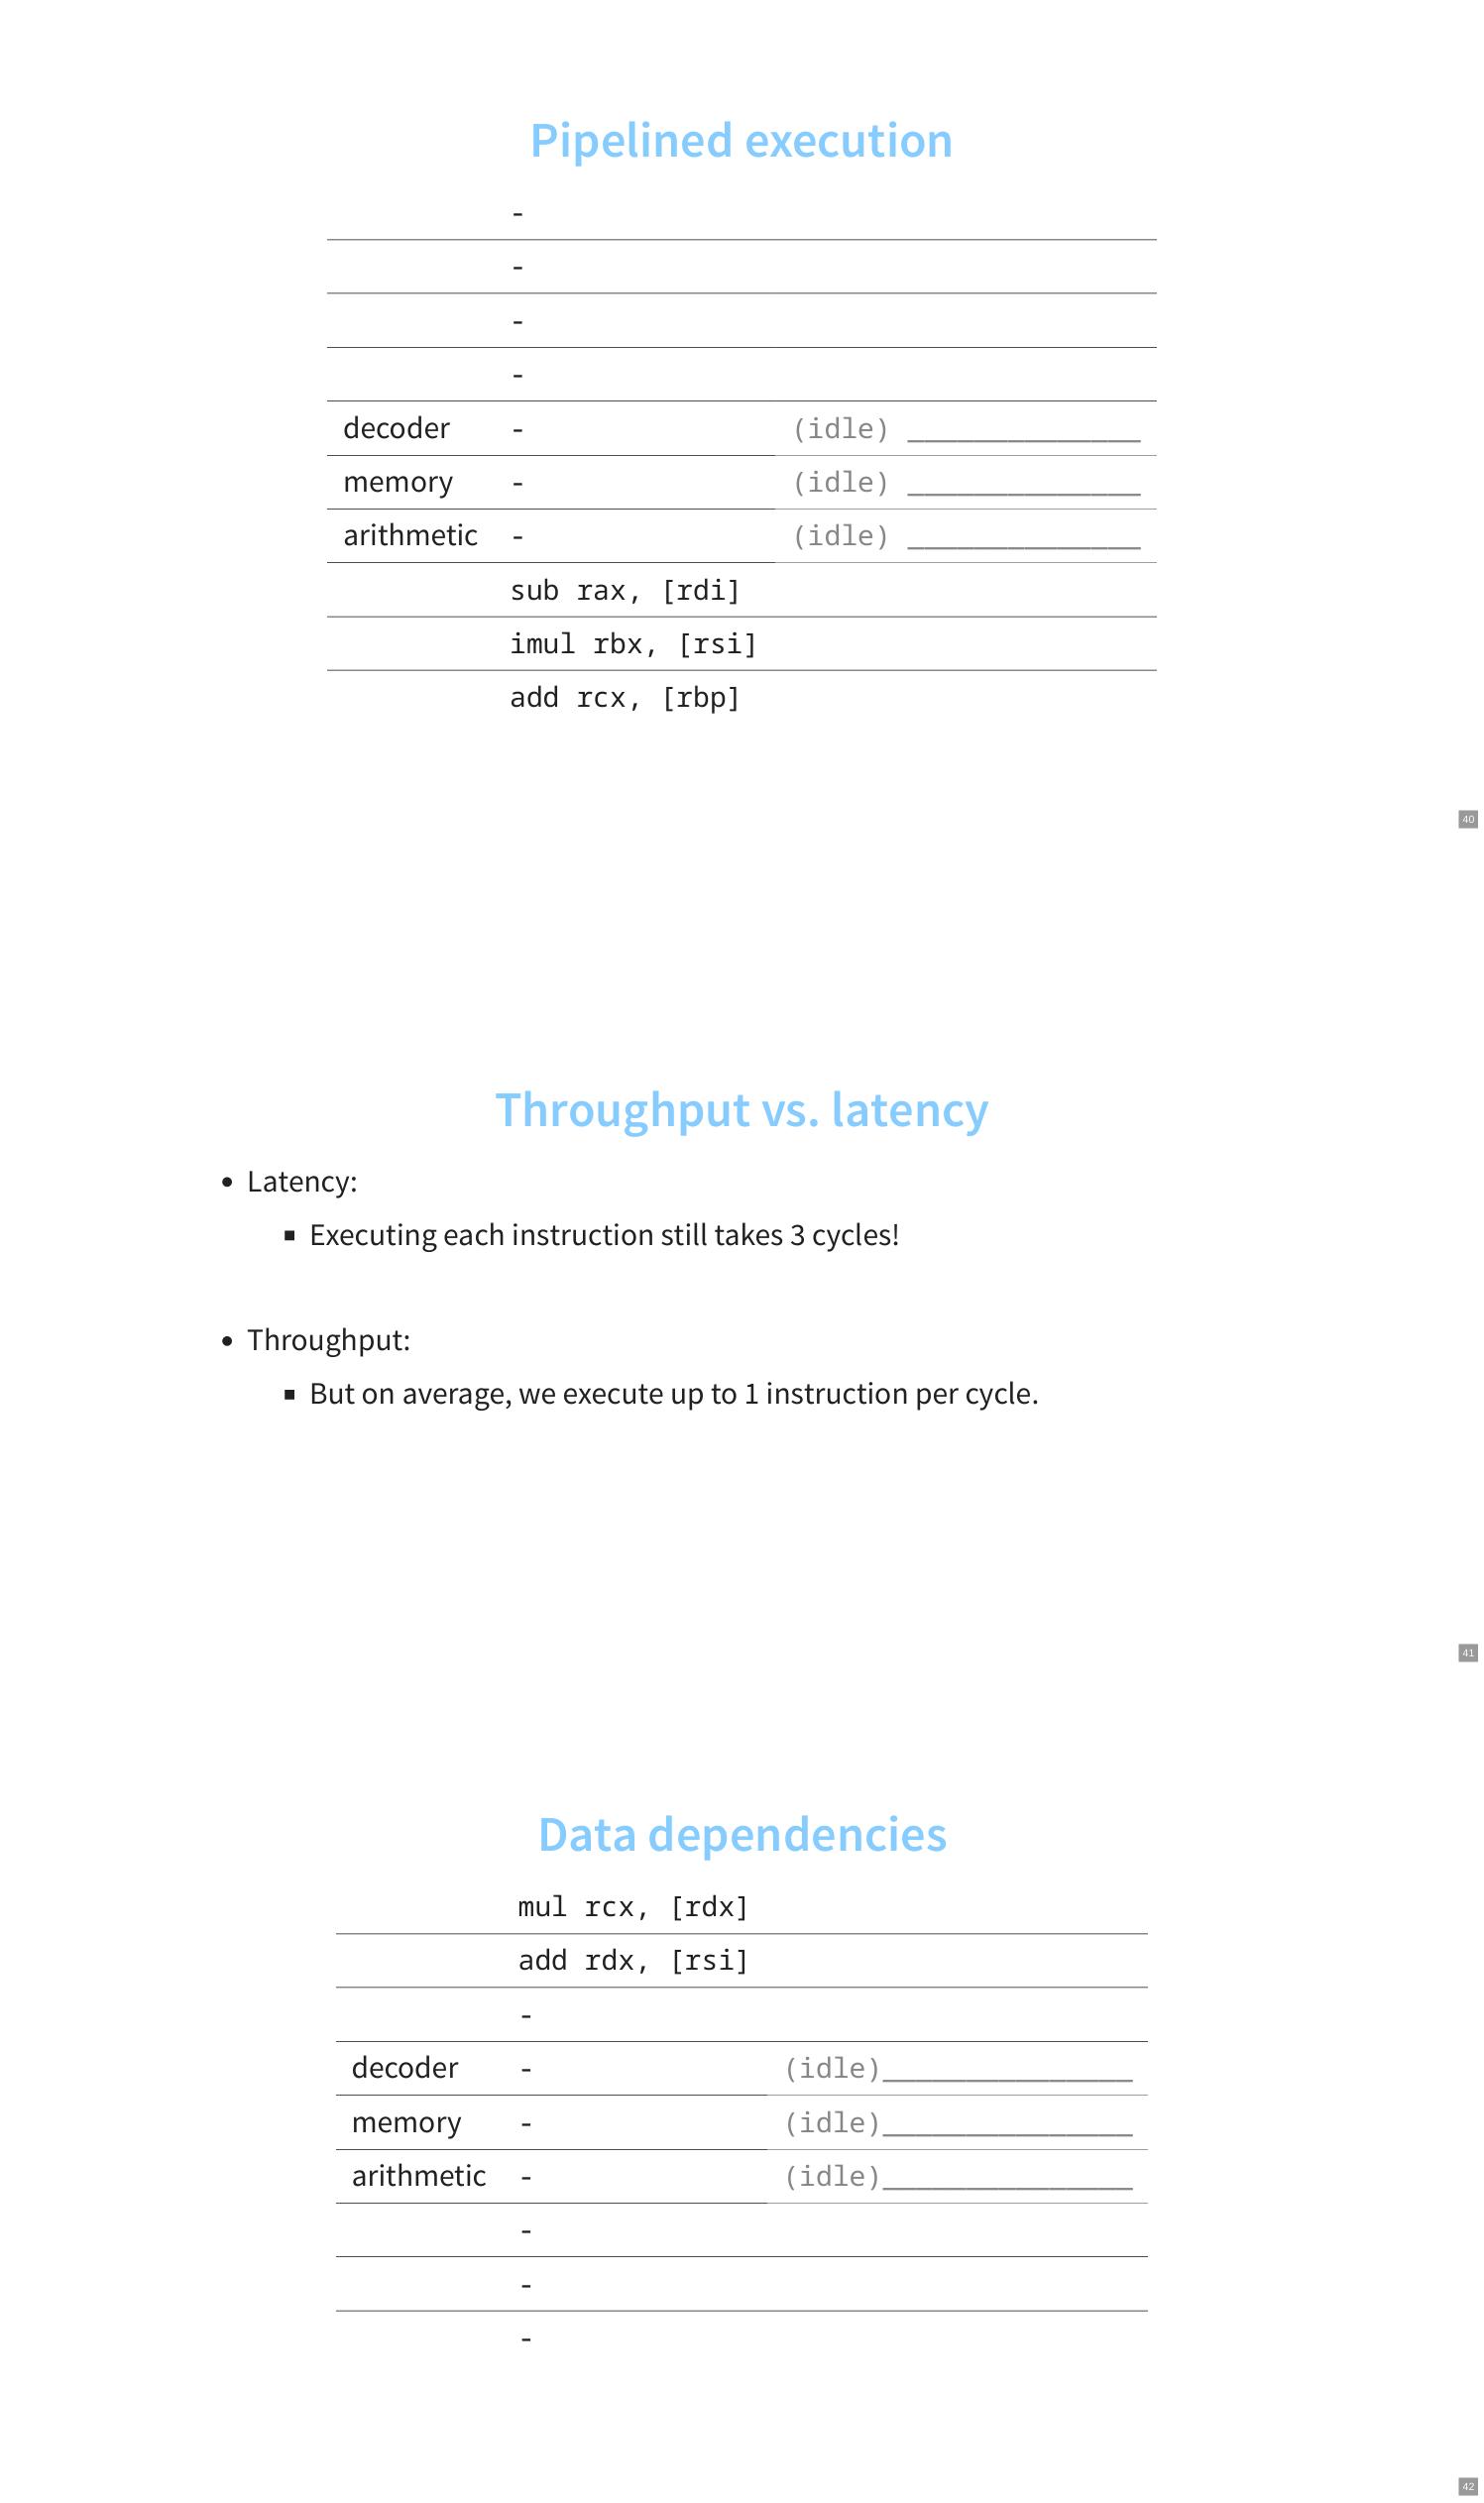 Pipelined execution
-
-
-
-
decoder - (idle) ______________
memory - (idle) ______________
arithmetic - (idle) ______________
sub rax, [rdi]
imul rbx, [rsi]
add rcx, [rbp]
40
Throughput vs. latency
• Latency:
▪ Executing each instruction still takes 3 cycles!
• Throughput:
▪ But on average, we execute up to 1 instruction per cycle.
41
Data dependencies
mul rcx, [rdx]
add rdx, [rsi]
-
decoder - (idle)_______________
memory - (idle)_______________
arithmetic - (idle)_______________
-
-
-
42